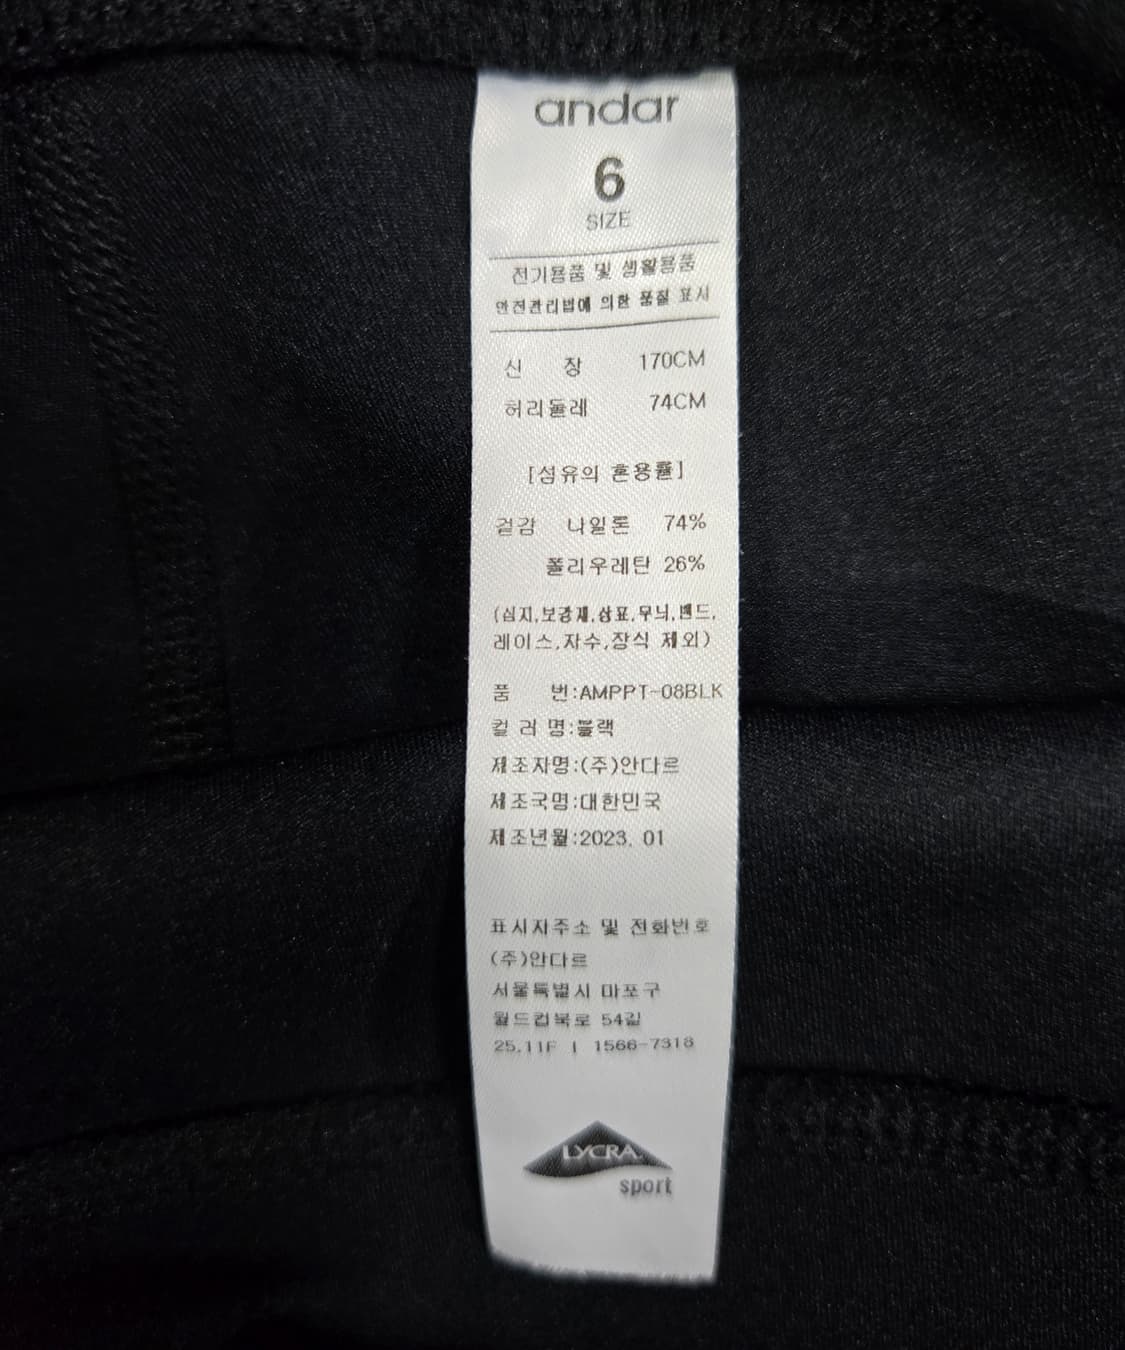 andar
6
SIZE
전기용품 및 생활용품
안전관리법에 의한 품질 표시
신 장 170CM
허리둘레 74CM
[섬유의 혼용률]
겉감 나일론 74%
폴리우레탄 26%
(심지,보강재,상표,무늬,밴드,
레이스,자수,장식 제외)
품 번:AMPPT-08BLK
컬 러 명:블랙
제조자명:(주)안다르
제조국명:대한민국
제조년월:2023. 01
표시자주소 및 전화번호
(주)안다르
서울특별시 마포구
월드컵북로 54길
25,11F | 1566-7318
LYCRA
sport